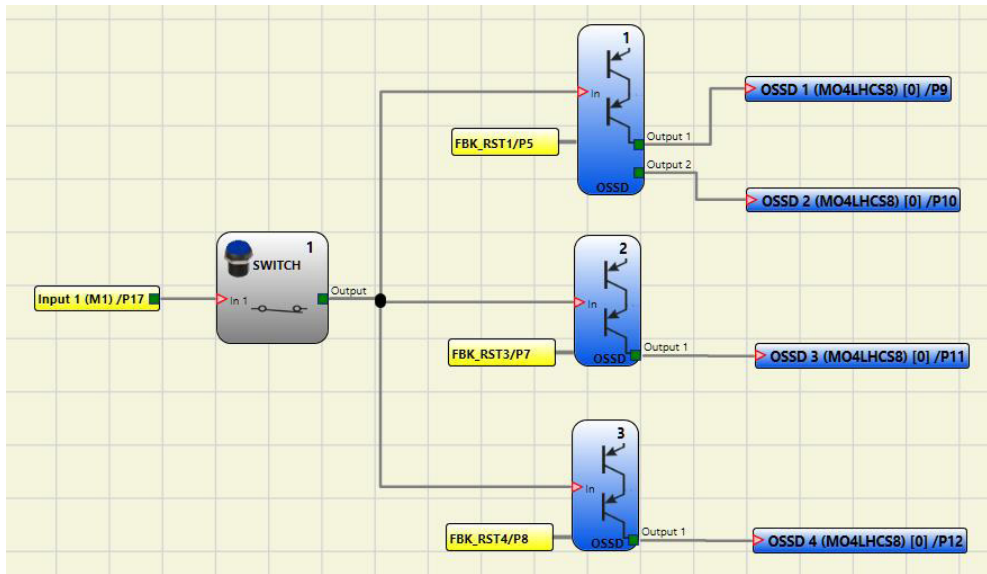 1
In
Output 1
Output 2
OSSD
FBK_RST1/P5
OSSD 1 (MO4LHCS8) [0] /P9
OSSD 2 (MO4LHCS8) [0] /P10
Input 1 (M1) /P17
1
SWITCH
In 1
Output
2
In
Output 1
OSSD
FBK_RST3/P7
OSSD 3 (MO4LHCS8) [0] /P11
3
In
Output 1
OSSD
FBK_RST4/P8
OSSD 4 (MO4LHCS8) [0] /P12